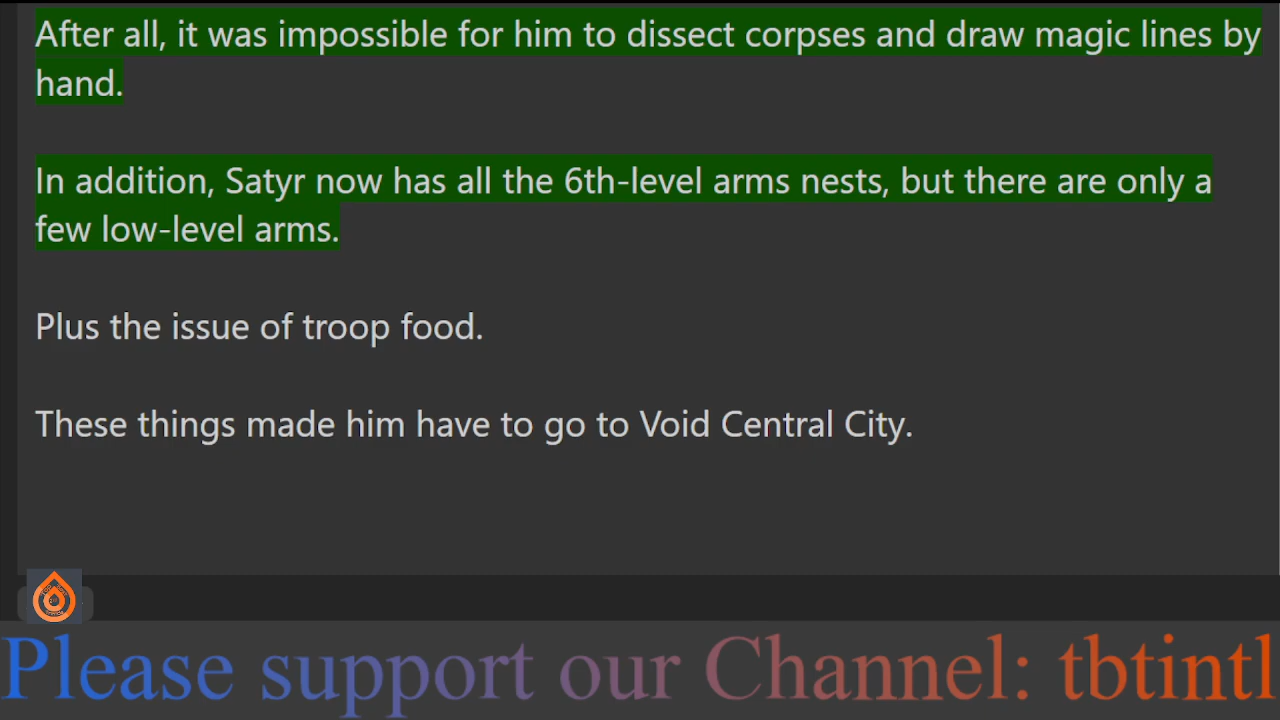 After all, it was impossible for him to dissect corpses and draw magic lines by
hand.
In addition, Satyr now has all the 6th-level arms nests, but there are only a
few low-level arms.
Plus the issue of troop food.
These things made him have to go to Void Central City.
Please support our Channel: tbtintl